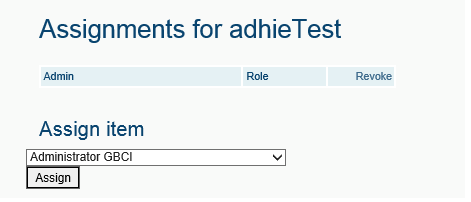 Assignments for adhieTest
Admin Role Revoke
Assign item
Administrator GBCI
Assign